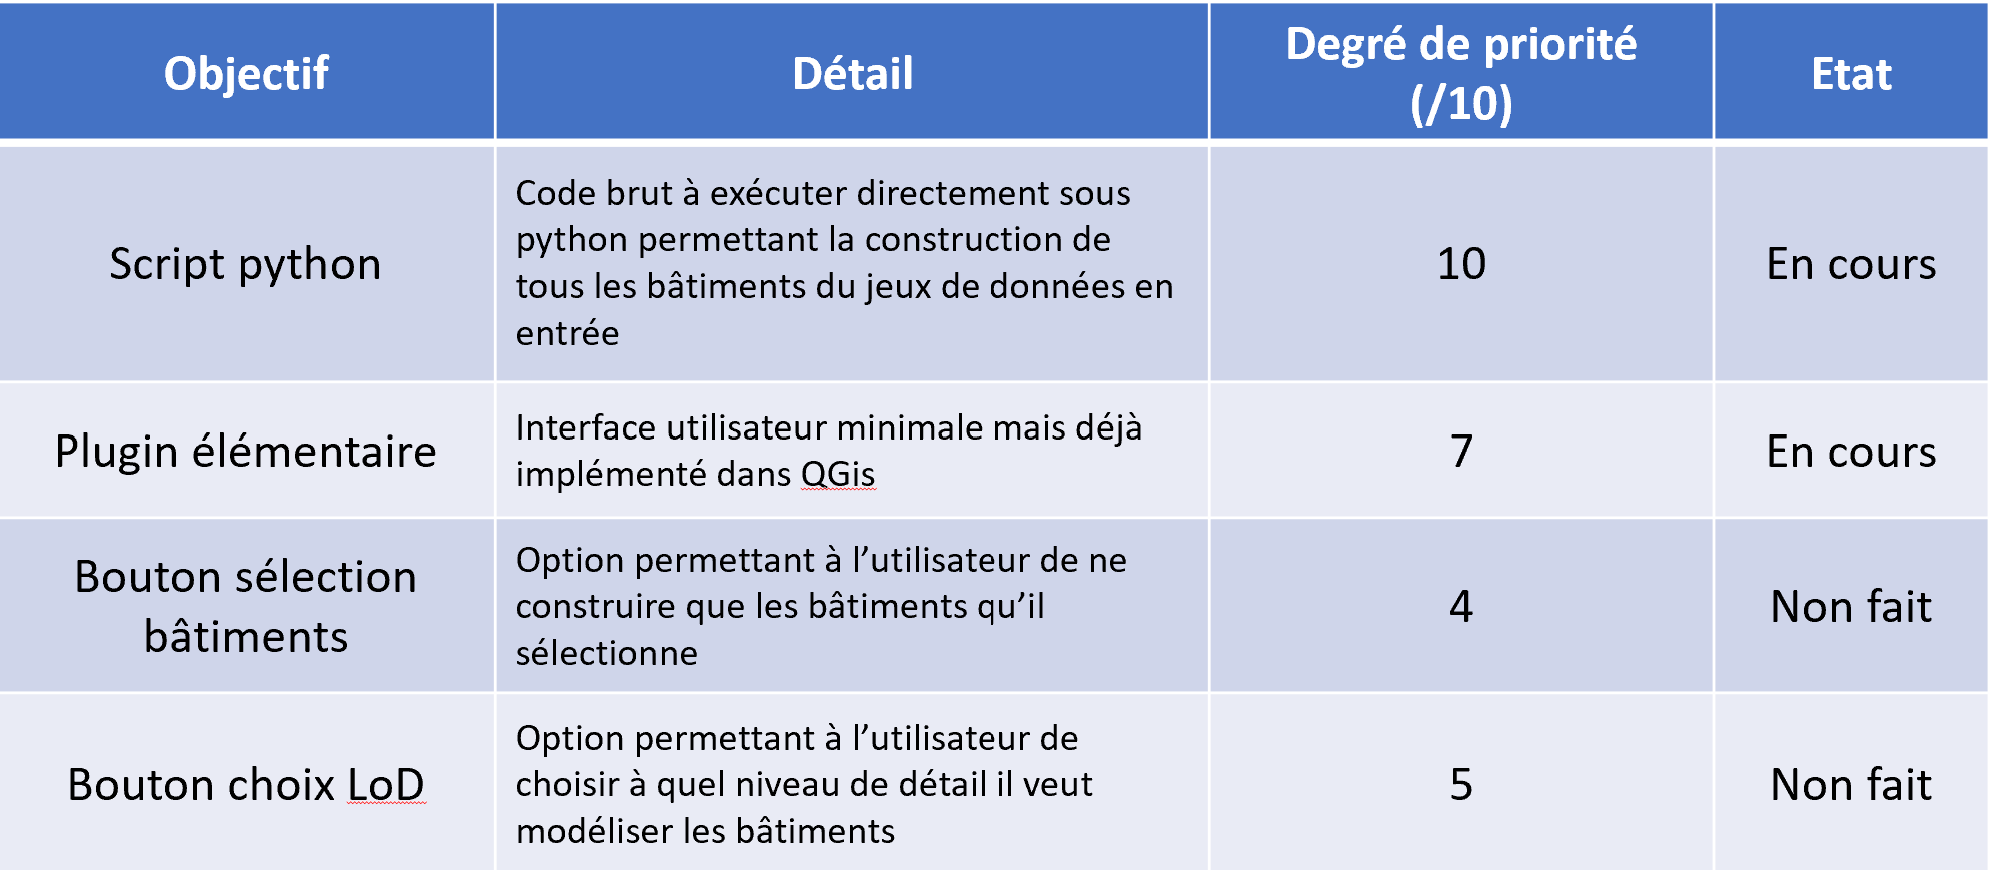 Objectif
Détail
Degré de priorité
(/10)
Etat
Script python
Code brut à exécuter directement sous
python permettant la construction de
tous les bâtiments du jeux de données en
entrée
10
En cours
Plugin élémentaire
Interface utilisateur minimale mais déjà
implémenté dans QGis
7
En cours
Bouton sélection
bâtiments
Option permettant à l’utilisateur de ne
construire que les bâtiments qu’il
sélectionne
4
Non fait
Bouton choix LoD
Option permettant à l’utilisateur de
choisir à quel niveau de détail il veut
modéliser les bâtiments
5
Non fait